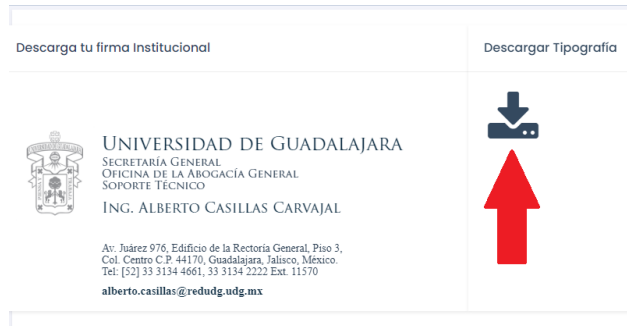 Descarga tu firma Institucional
Descargar Tipografía
UNIVERSIDAD DE GUADALAJARA
SECRETARÍA GENERAL
OFICINA DE LA ABOGACÍA GENERAL
SOPORTE TÉCNICO
ING. ALBERTO CASILLAS CARVAJAL
Av. Juárez 976, Edificio de la Rectoría General, Piso 3,
Col. Centro C.P. 44170, Guadalajara, Jalisco, México.
Tel: [52] 33 3134 4661, 33 3134 2222 Ext. 11570
alberto.casillas@redudg.udg.mx